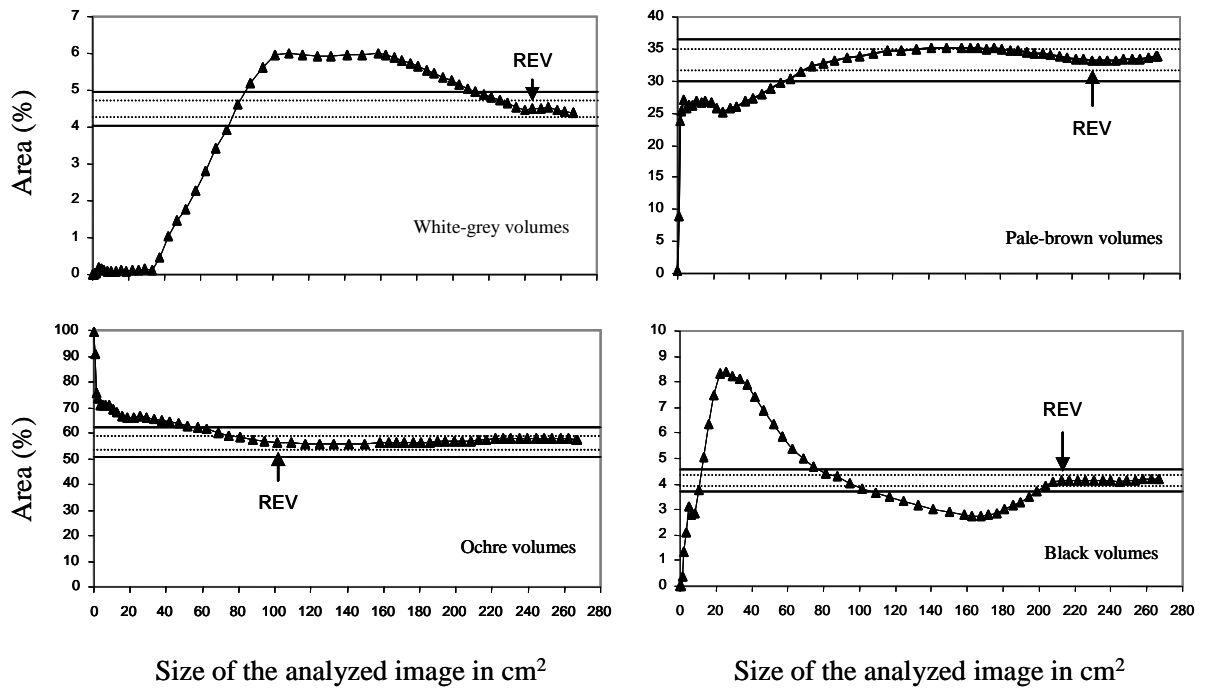 7
6
5
4
3
2
1
0
Area (%)
REV
White-grey volumes
40
35
30
25
20
15
10
5
0
REV
Pale-brown volumes
100
90
80
70
60
50
40
30
20
10
0
Area (%)
REV
Ochre volumes
0 20 40 60 80 100 120 140 160 180 200 220 240 260 280
Size of the analyzed image in cm2
10
9
8
7
6
5
4
3
2
1
0
REV
Black volumes
0 20 40 60 80 100 120 140 160 180 200 220 240 260 280
Size of the analyzed image in cm2